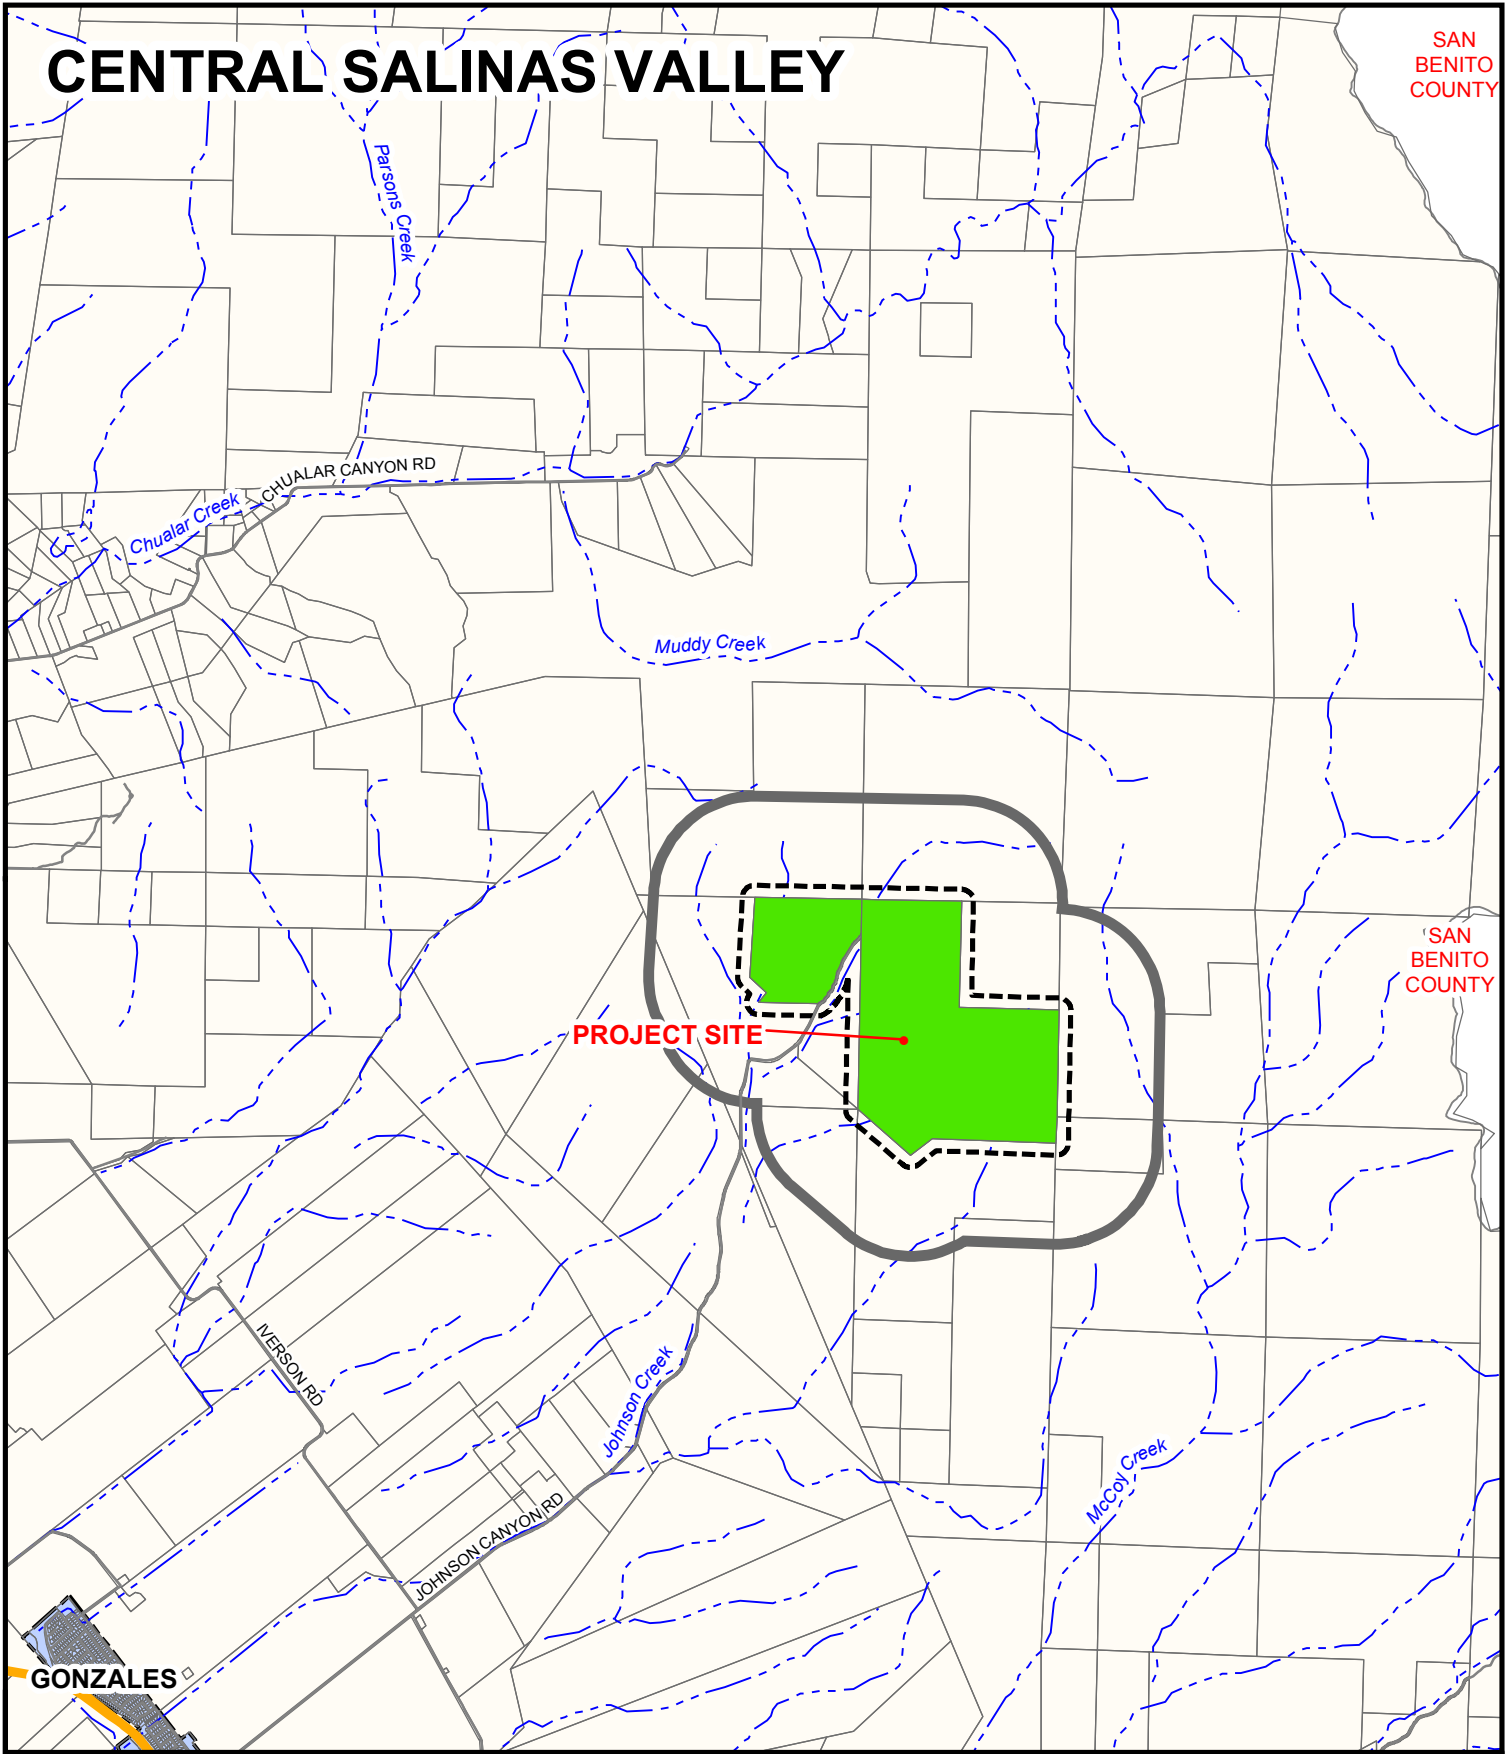 CENTRAL SALINAS VALLEY
SAN
BENITO
COUNTY
Parsons Creek
CHUALAR CANYON RD
Chualar Creek
Muddy Creek
SAN
BENITO
COUNTY
PROJECT SITE
IVERSON RD
Johnson Creek
McCoy Creek
JOHNSON CANYON RD
GONZALES